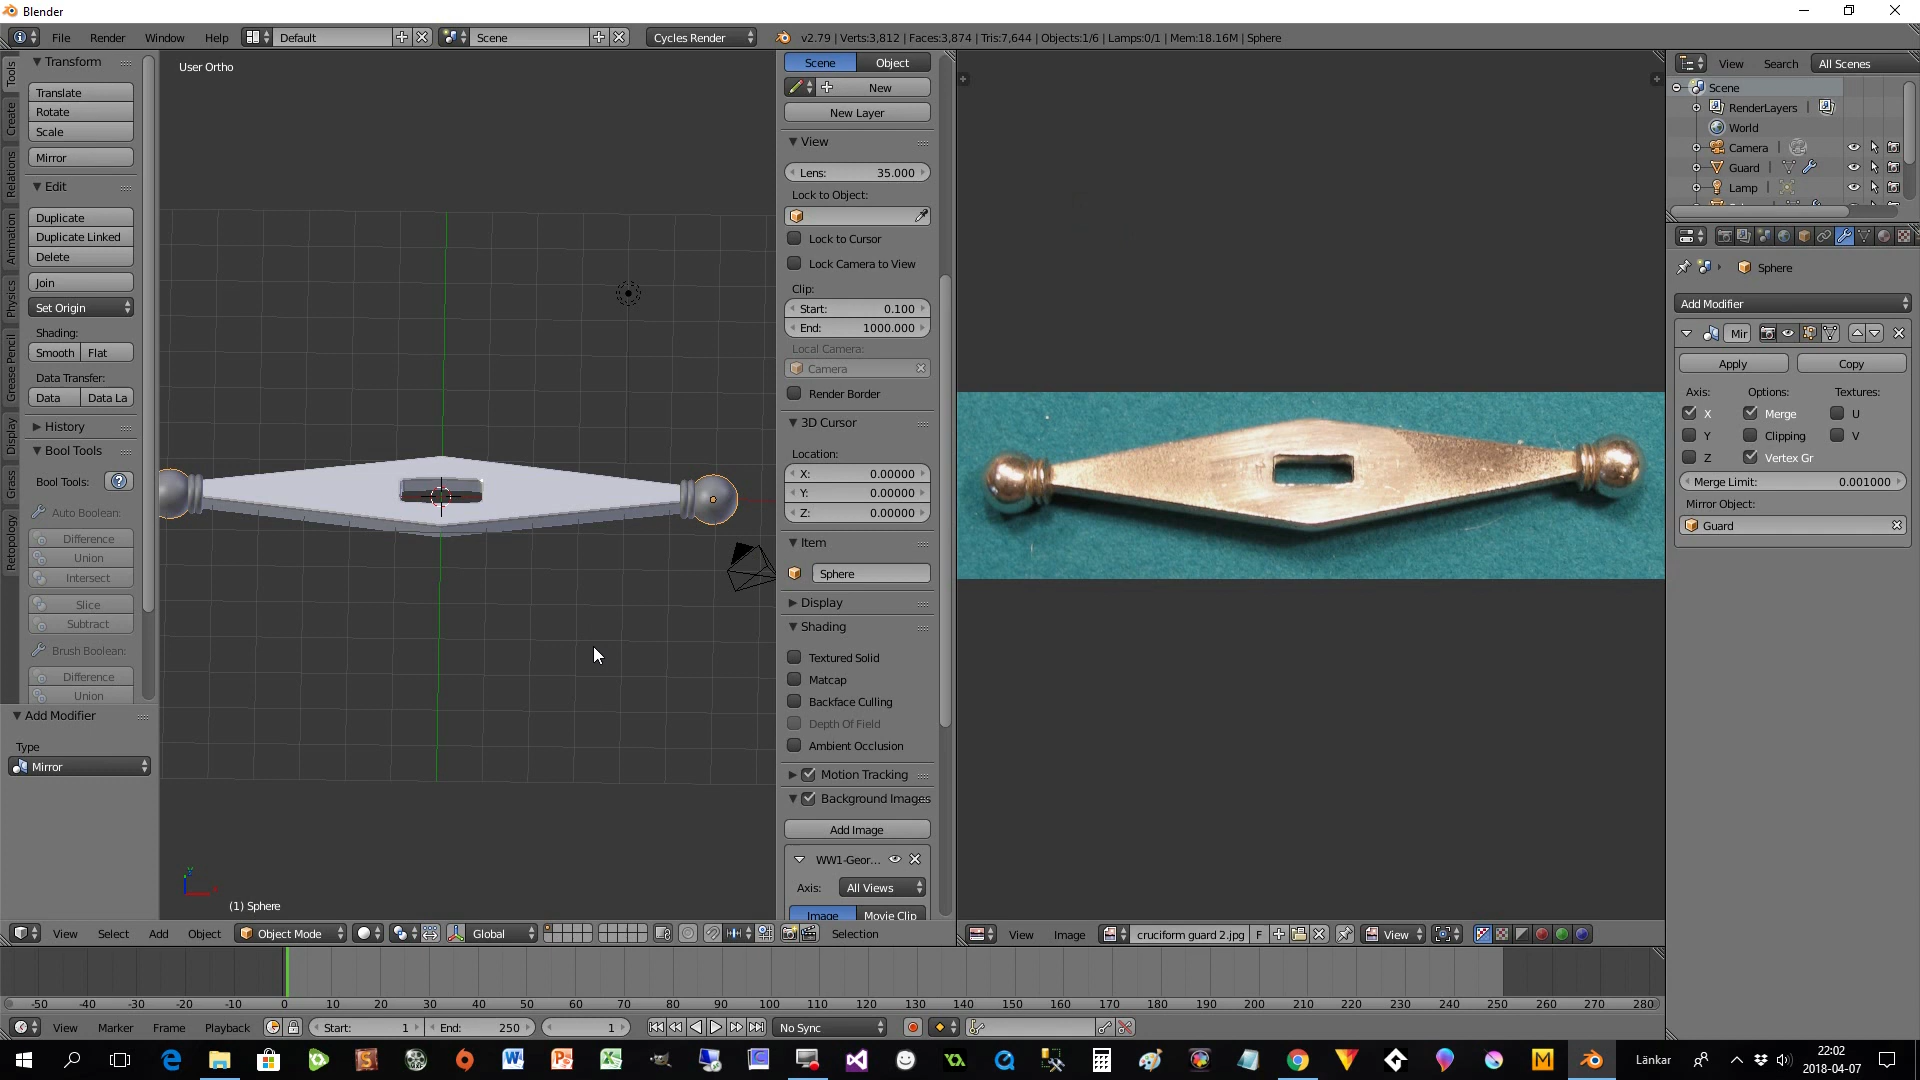 Blender
File Render Window Help Default Scene Cycles Render v2.79 | Verts:3,812 | Faces:3,874 | Tris:7,644 | Objects:1/6 | Lamps:0/1 | Mem:18.16M | Sphere
Tools
Create
Relations
Animation
Physics
Grease Pencil
Display
Grass
Retopology
Transform
Translate
Rotate
Scale
Mirror
Edit
Duplicate
Duplicate Linked
Delete
Join
Set Origin
Shading:
Smooth Flat
Data Transfer:
Data Data La
History
Bool Tools
Bool Tools:
Auto Boolean:
Difference
Union
Intersect
Slice
Subtract
Brush Boolean:
Difference
Union
Add Modifier
Type
Mirror
User Ortho
(1) Sphere
Scene Object
New
New Layer
View
Lens: 35.000
Lock to Object:
Lock to Cursor
Lock Camera to View
Clip:
Start: 0.100
End: 1000.000
Local Camera:
Camera
Render Border
3D Cursor
Location:
X: 0.00000
Y: 0.00000
Z: 0.00000
Item
Sphere
Display
Shading
Textured Solid
Matcap
Backface Culling
Depth Of Field
Ambient Occlusion
Motion Tracking
Background Images
Add Image
WW1-Geor...
Axis: All Views
Image Movie Clip
View Search All Scenes
Scene
RenderLayers
World
Camera
Guard
Lamp
Sphere
Add Modifier
Mir
Apply Copy
Axis: Options: Textures:
X Merge U
Y Clipping V
Z Vertex Gr
Merge Limit: 0.001000
Mirror Object:
Guard
View Select Add Object Object Mode Global Selection
View Image cruciform guard 2.jpg F View
-50 -40 -30 -20 -10 0 10 20 30 40 50 60 70 80 90 100 110 120 130 140 150 160 170 180 190 200 210 220 230 240 250 260 270 280
View Marker Frame Playback Start: 1 End: 250 1 No Sync
Länkar
22:02
2018-04-07